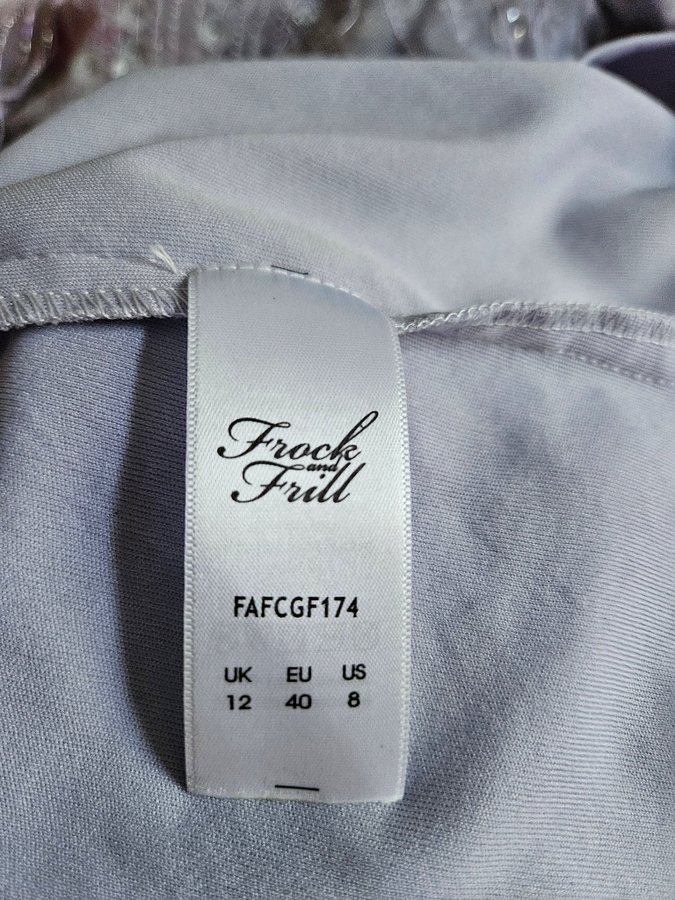 Frock
and
Frill
FAFCGF174
UK EU US
12 40 8